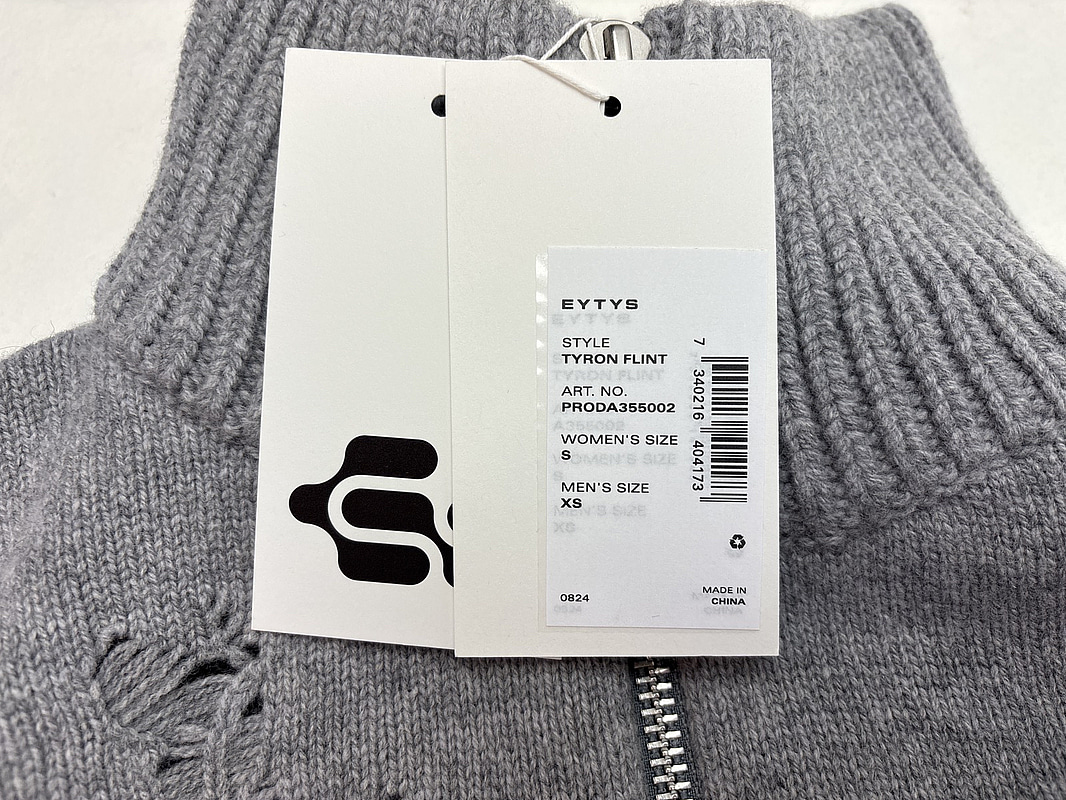 EYTYS
STYLE
TYRON FLINT
ART. NO.
PRODA355002
WOMEN'S SIZE
S
MEN'S SIZE
XS
7 340216 404173
0824
MADE IN
CHINA